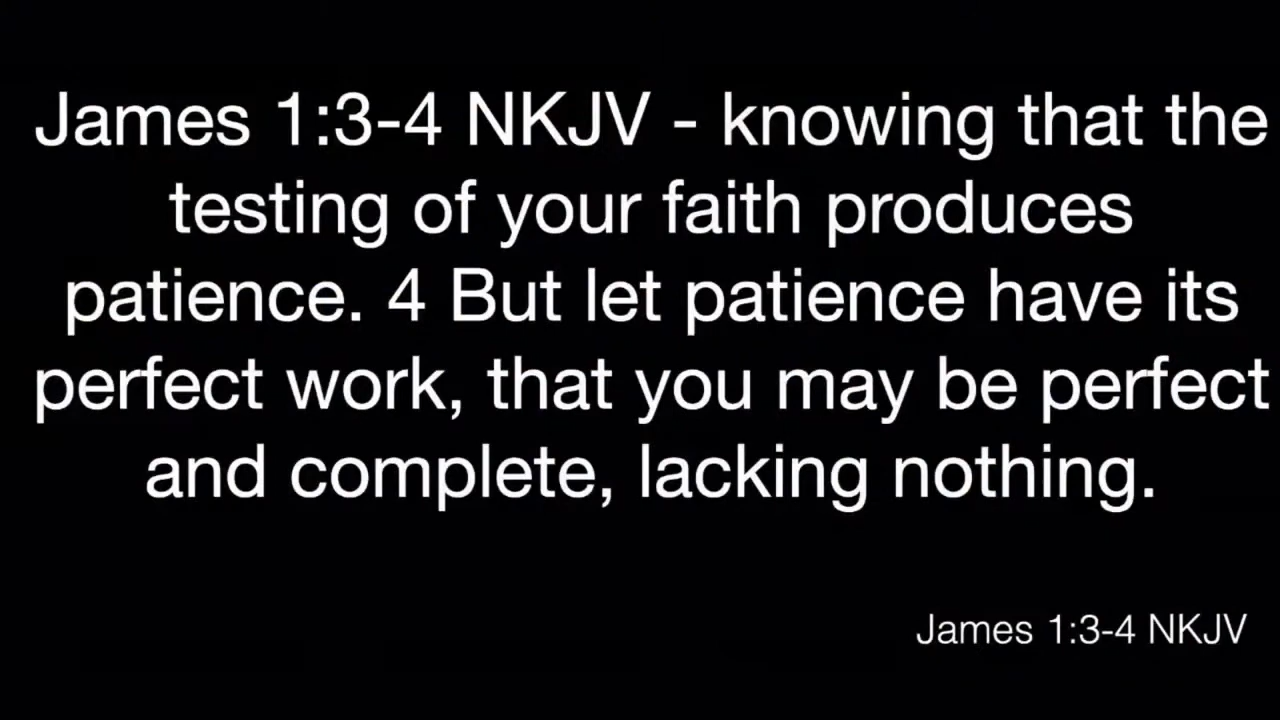 James 1:3-4 NKJV - knowing that the
testing of your faith produces
patience. 4 But let patience have its
perfect work, that you may be perfect
and complete, lacking nothing.
James 1:3-4 NKJV